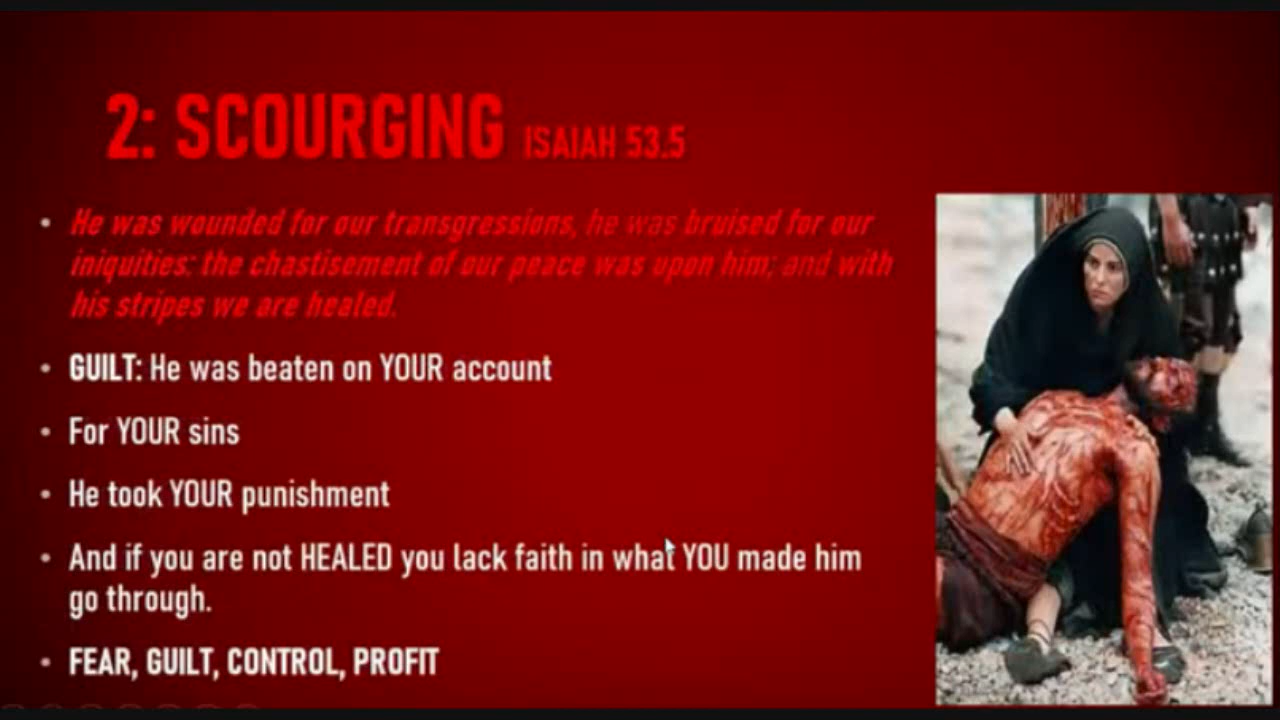 2: SCOURGING ISAIAH 53.5
He was wounded for our transgressions, he was bruised for our
iniquities: the chastisement of our peace was upon him; and with
his stripes we are healed.
GUILT: He was beaten on YOUR account
For YOUR sins
He took YOUR punishment
And if you are not HEALED you lack faith in what YOU made him
go through.
FEAR, GUILT, CONTROL, PROFIT